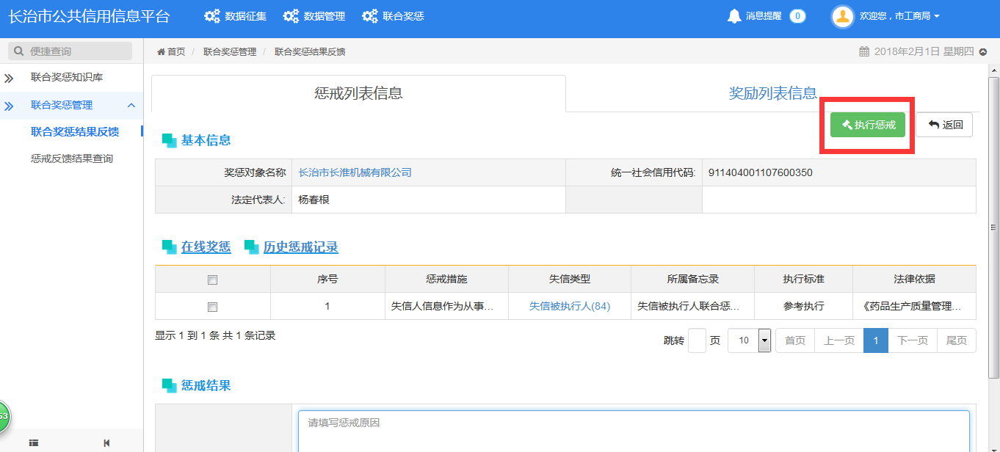 长治市公共信用信息平台 数据征集 数据管理 联合奖惩 消息提醒 0 欢迎您，市工商局
便捷查询 首页 / 联合奖惩管理 / 联合奖惩结果反馈 2018年2月1日 星期四
联合奖惩知识库
联合奖惩管理
联合奖惩结果反馈
惩戒反馈结果查询
惩戒列表信息 奖励列表信息
执行惩戒 返回
基本信息
奖惩对象名称 长治市长淮机械有限公司 统一社会信用代码: 911404001107600350
法定代表人: 杨春根
在线奖惩 历史惩戒记录
序号 惩戒措施 失信类型 所属备忘录 执行标准 法律依据
1 失信人信息作为从事... 失信被执行人(84) 失信被执行人联合惩... 参考执行 《药品生产质量管理...
显示 1 到 1 条 共 1 条记录
跳转 页 10 首页 上一页 1 下一页 尾页
惩戒结果
请填写惩戒原因
53